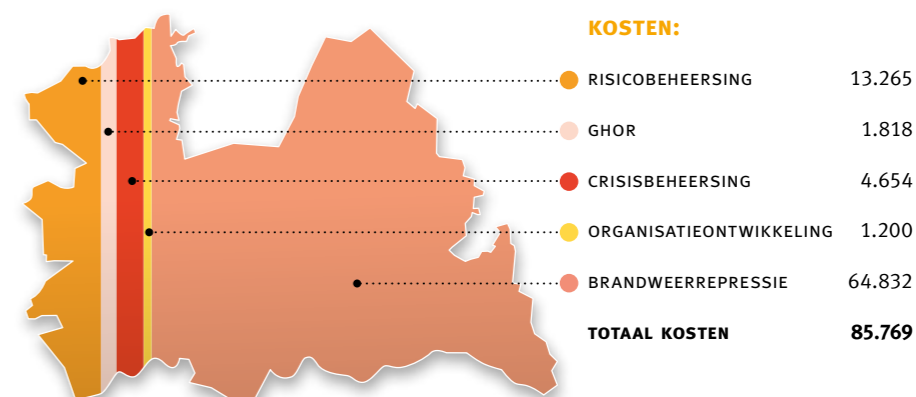 KOSTEN:
RISICOBEHEERSING 13.265
GHOR 1.818
CRISISBEHEERSING 4.654
ORGANISATIEONTWIKKELING 1.200
BRANDWEERREPRESSIE 64.832
TOTAAL KOSTEN 85.769